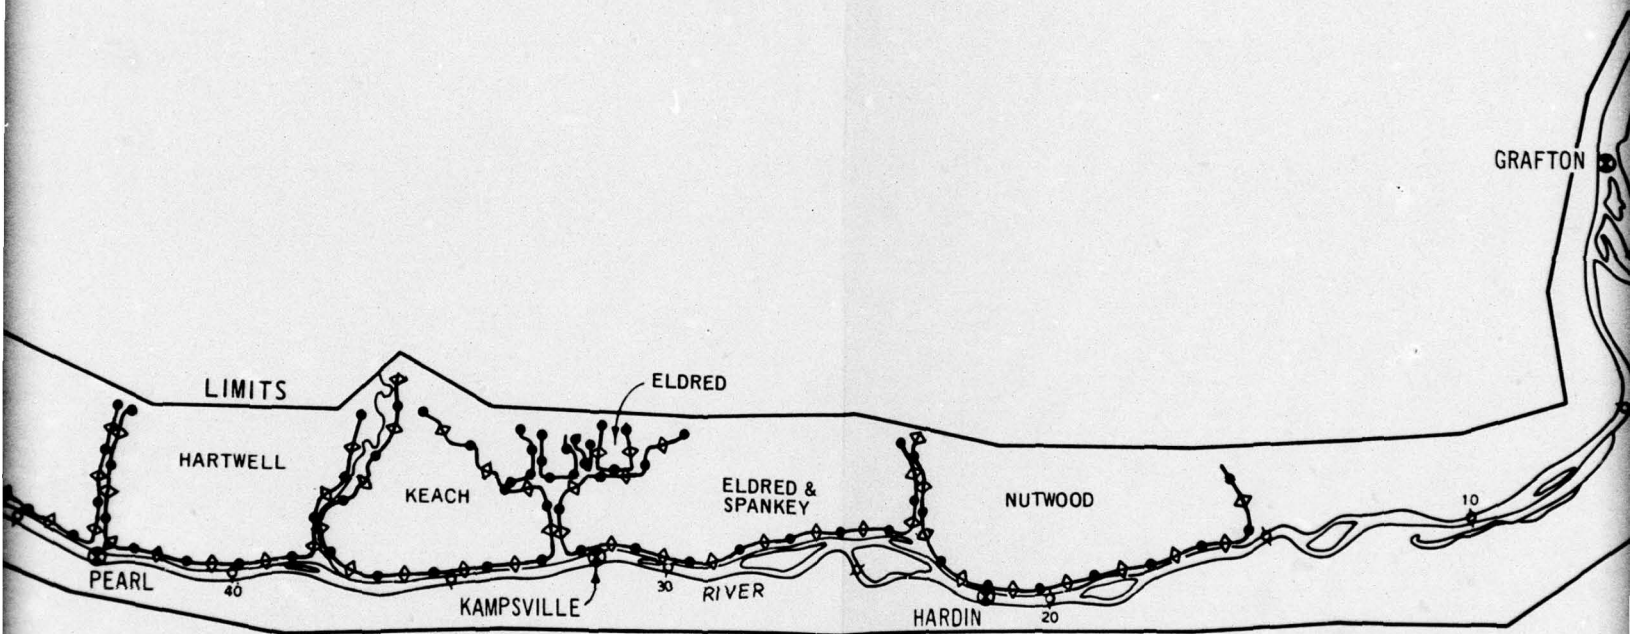 GRAFTON
LIMITS
ELDRED
HARTWELL
KEACH
ELDRED &
SPANKEY
NUTWOOD
10
PEARL
40
KAMPSVILLE
30
RIVER
HARDIN
20